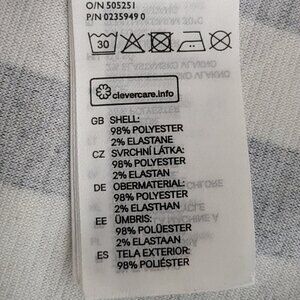 O/N 505251
P/N 0235949 0
30
clevercare.info
GB SHELL:
98% POLYESTER
2% ELASTANE
CZ SVRCHNÍ LÁTKA:
98% POLYESTER
2% ELASTAN
DE OBERMATERIAL:
98% POLYESTER
2% ELASTHAN
EE ÜMBRIS:
98% POLÜESTER
2% ELASTAAN
ES TELA EXTERIOR:
98% POLIÉSTER